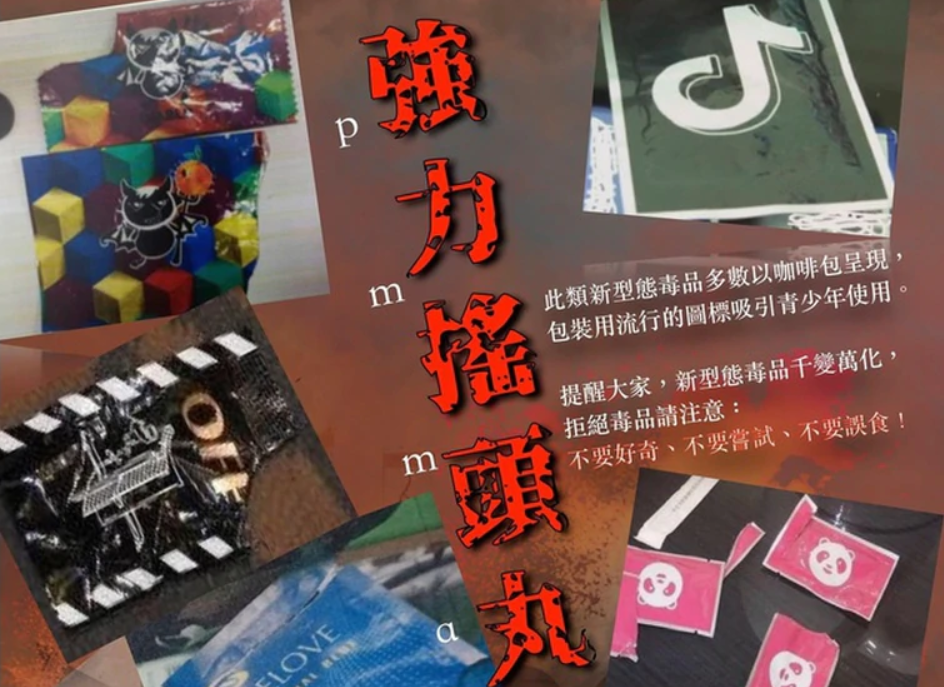 強力搖頭丸
pmma
此類新型態毒品多數以咖啡包呈現，
包裝用流行的圖標吸引青少年使用。
提醒大家，新型態毒品千變萬化，
拒絕毒品請注意：
不要好奇、不要嘗試、不要誤食！
OFF
ELOVE